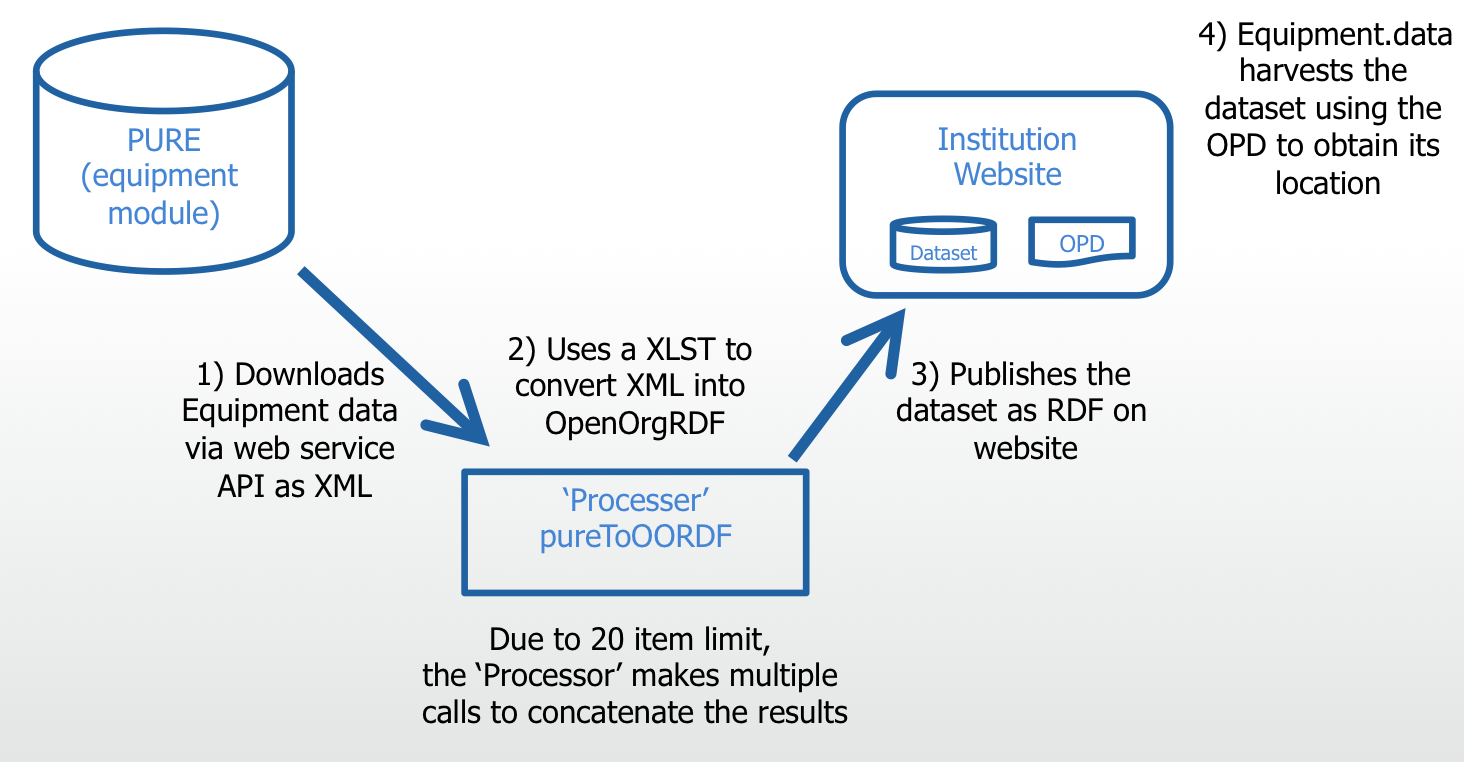 PURE
(equipment
module)
1) Downloads
Equipment data
via web service
API as XML
2) Uses a XLST to
convert XML into
OpenOrgRDF
‘Processer’
pureToOORDF
Due to 20 item limit,
the ‘Processor’ makes multiple
calls to concatenate the results
Institution
Website
Dataset
OPD
3) Publishes the
dataset as RDF on
website
4) Equipment.data
harvests the
dataset using the
OPD to obtain its
location